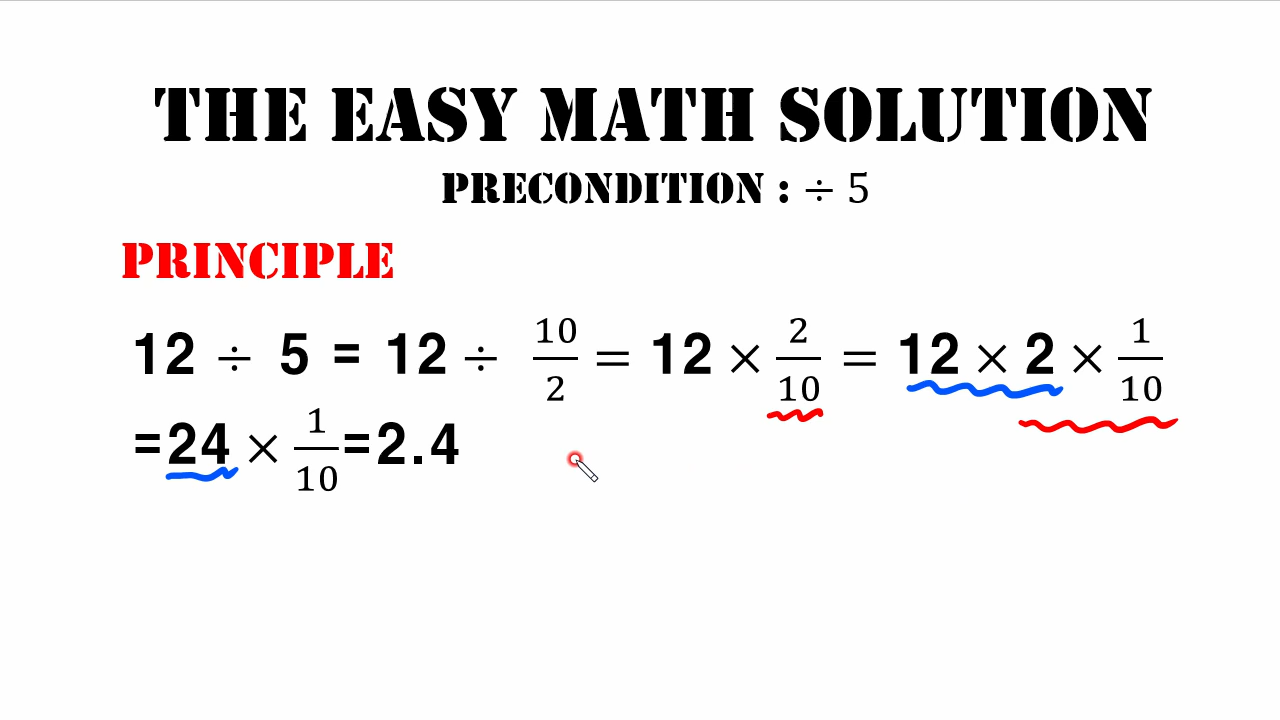 THE EASY MATH SOLUTION
PRECONDITION : ÷ 5
PRINCIPLE
12 ÷ 5 = 12 ÷ 10/2 = 12 × 2/10 = 12 × 2 × 1/10
=24 × 1/10 =2.4